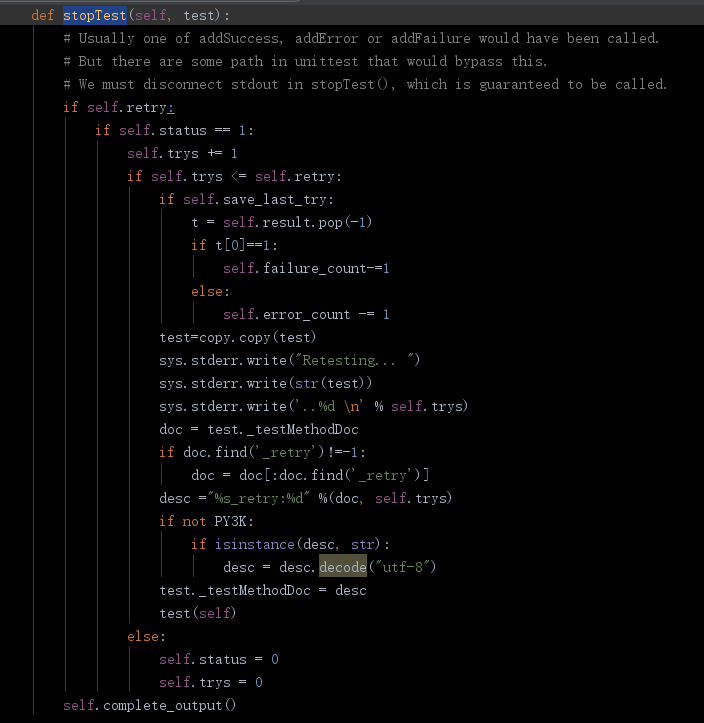 def stopTest(self, test):
    # Usually one of addSuccess, addError or addFailure would have been called.
    # But there are some path in unittest that would bypass this.
    # We must disconnect stdout in stopTest(), which is guaranteed to be called.
    if self.retry:
        if self.status == 1:
            self.trys += 1
            if self.trys <= self.retry:
                if self.save_last_try:
                    t = self.result.pop(-1)
                    if t[0]==1:
                        self.failure_count-=1
                    else:
                        self.error_count -= 1
                test=copy.copy(test)
                sys.stderr.write("Retesting... ")
                sys.stderr.write(str(test))
                sys.stderr.write('..%d \n' % self.trys)
                doc = test._testMethodDoc
                if doc.find('_retry')!=-1:
                    doc = doc[:doc.find('_retry')]
                desc ="%s_retry:%d" %(doc, self.trys)
                if not PY3K:
                    if isinstance(desc, str):
                        desc = desc.decode("utf-8")
                test._testMethodDoc = desc
                test(self)
            else:
                self.status = 0
                self.trys = 0
    self.complete_output()